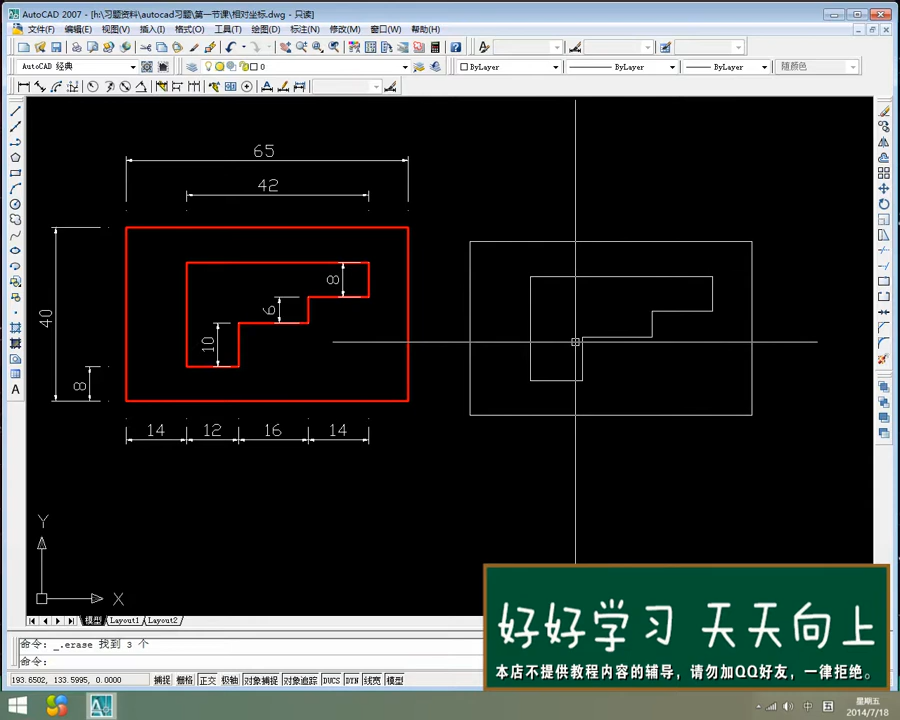 AutoCAD 2007 - [h:\习题资料\autocad习题\第一节课\相对坐标.dwg - 只读]
文件(F) 编辑(E) 视图(V) 插入(I) 格式(O) 工具(T) 绘图(D) 标注(N) 修改(M) 窗口(W) 帮助(H)
AutoCAD 经典 0 ByLayer ByLayer ByLayer 随颜色
65
42
8
6
40
10
8
14 12 16 14
Y
X
模型 Layout1 Layout2
命令: _.erase 找到 3 个
命令:
193.6502, 133.5995, 0.0000 捕捉 栅格 正交 极轴 对象捕捉 对象追踪 DUCS DYN 线宽 模型
好好学习 天天向上
本店不提供教程内容的辅导，请勿加QQ好友，一律拒绝。
中 五
星期五
2014/7/18